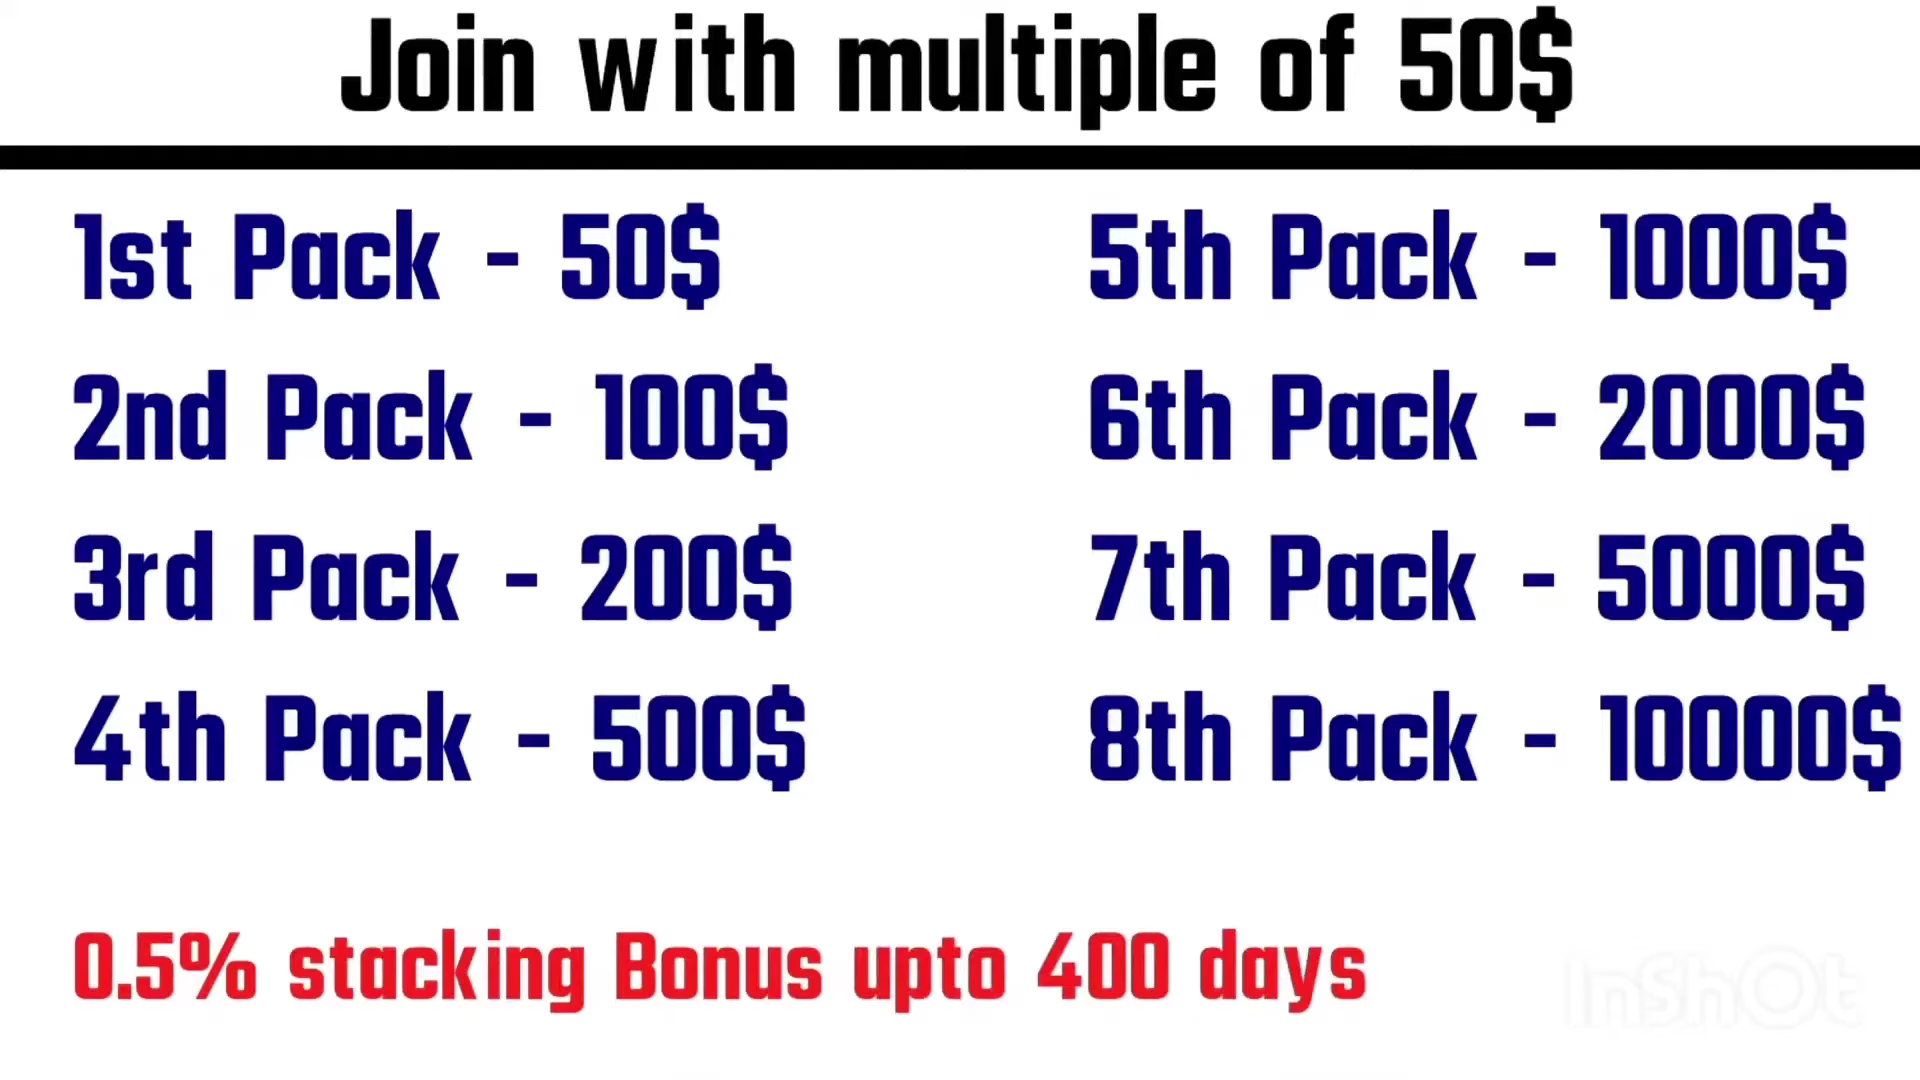 Join with multiple of 50$
1st Pack - 50$
2nd Pack - 100$
3rd Pack - 200$
4th Pack - 500$
5th Pack - 1000$
6th Pack - 2000$
7th Pack - 5000$
8th Pack - 10000$
0.5% stacking Bonus upto 400 days
InShOt